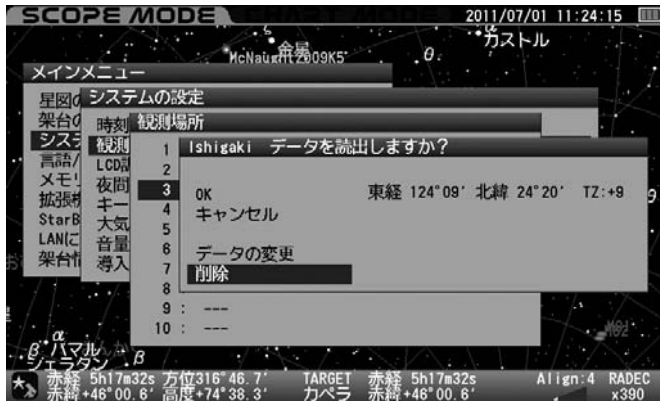 SCOPE MODE
2011/07/01 11:24:15
カストル
金星
McNaught2009K5
θ
メインメニュー
システムの設定
観測場所
Ishigaki データを読出しますか?
OK
東経 124°09′ 北緯 24°20′ TZ:+9
キャンセル
データの変更
削除
星図の
架台の
システ
言語/
メモリ
拡張機
StarB
LAN(こ
架台情
時刻
観測
LCD調
夜間
キー
大気
音量
導入
1
2
3
4
5
6
7
8 :
9 : ---
10 : ---
α
β ハマル
シェラタン
β
赤経 5h17m32s 方位316°46.7′ TARGET 赤経 5h17m32s Align:4 RADEC
赤緯+46°00.6′ 高度+74°38.3′ カペラ 赤緯+46°00.6′ x390